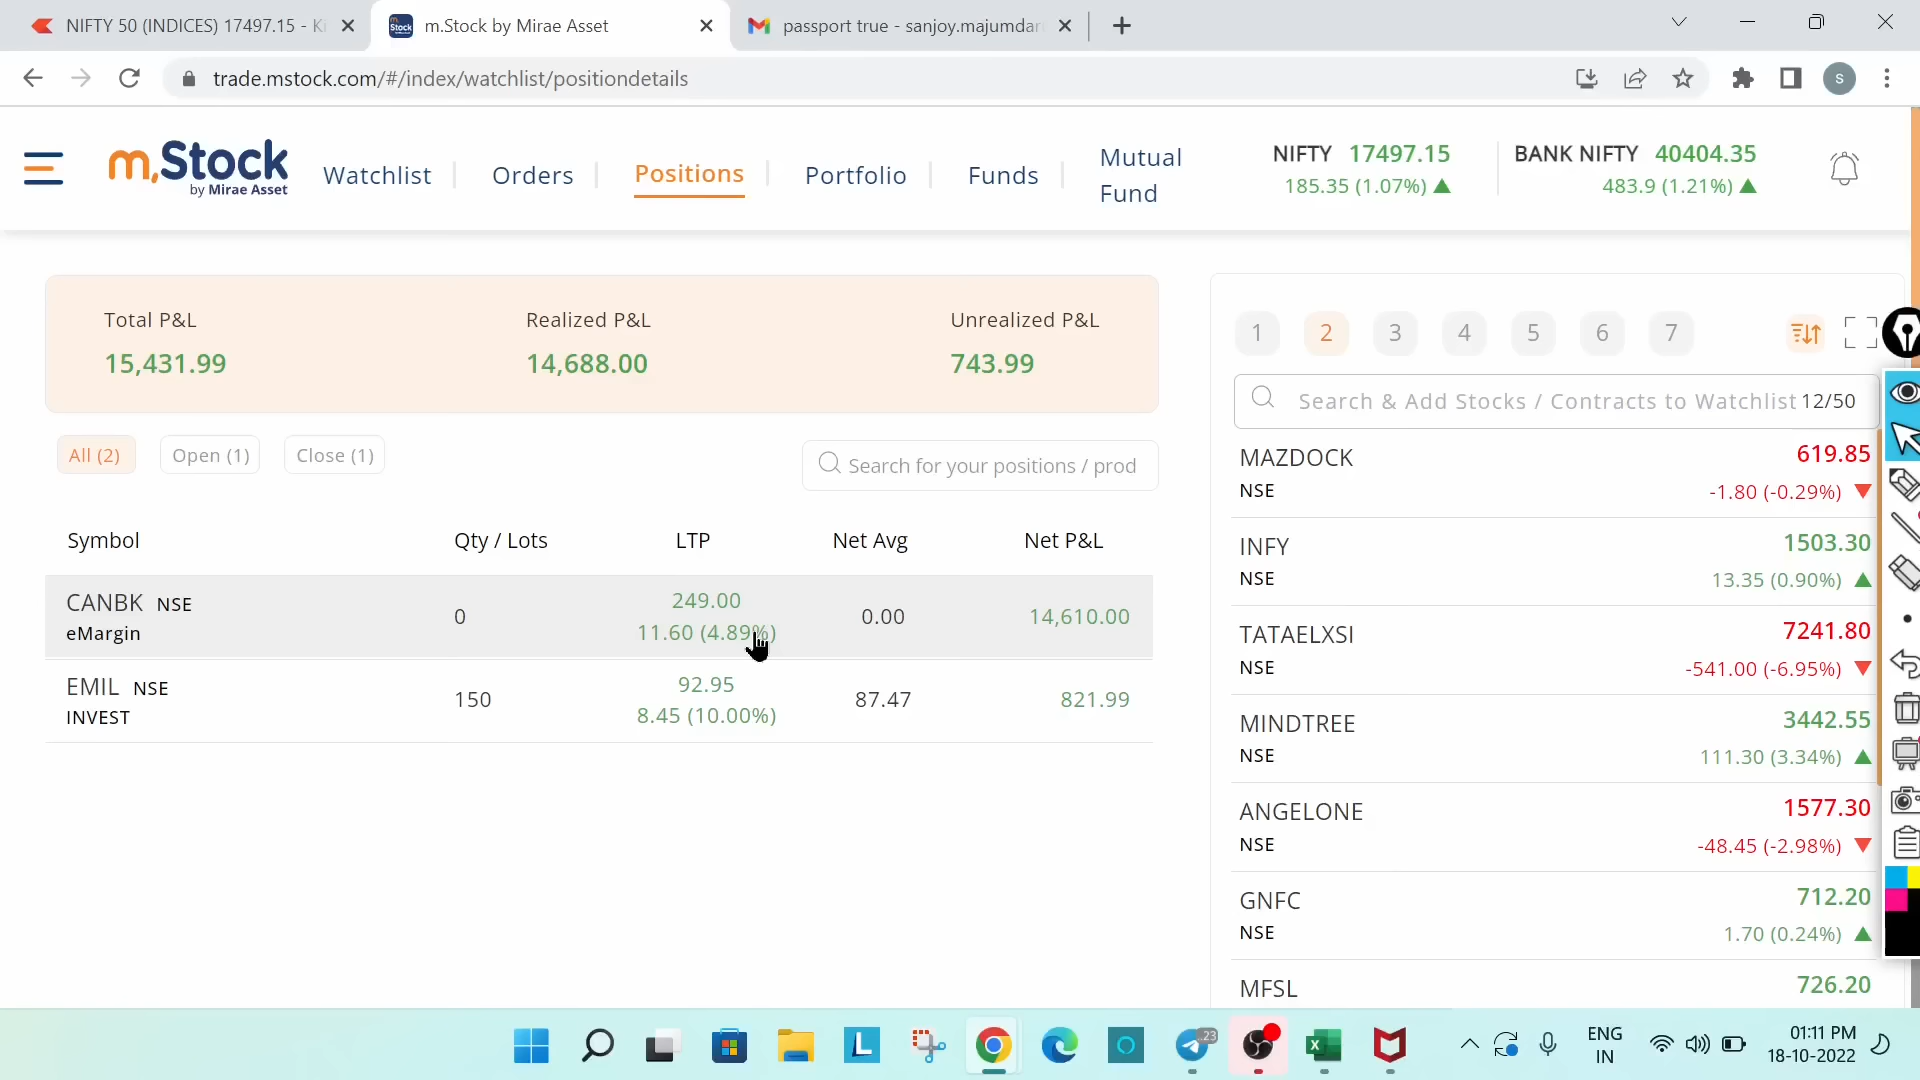 NIFTY 50 (INDICES) 17497.15 - Ki
m.Stock by Mirae Asset
passport true - sanjoy.majumdar
trade.mstock.com/#/index/watchlist/positiondetails
s
m.Stock
by Mirae Asset
Watchlist
Orders
Positions
Portfolio
Funds
Mutual
Fund
NIFTY 17497.15
185.35 (1.07%)
BANK NIFTY 40404.35
483.9 (1.21%)
Total P&L
15,431.99
Realized P&L
14,688.00
Unrealized P&L
743.99
All (2)
Open (1)
Close (1)
Search for your positions / prod
Symbol Qty / Lots LTP Net Avg Net P&L
CANBK NSE
eMargin
0
249.00
11.60 (4.89%)
0.00
14,610.00
EMIL NSE
INVEST
150
92.95
8.45 (10.00%)
87.47
821.99
1 2 3 4 5 6 7
Search & Add Stocks / Contracts to Watchlist 12/50
MAZDOCK 619.85
NSE -1.80 (-0.29%)
INFY 1503.30
NSE 13.35 (0.90%)
TATAELXSI 7241.80
NSE -541.00 (-6.95%)
MINDTREE 3442.55
NSE 111.30 (3.34%)
ANGELONE 1577.30
NSE -48.45 (-2.98%)
GNFC 712.20
NSE 1.70 (0.24%)
MFSL 726.20
L
23
ENG
IN
01:11 PM
18-10-2022